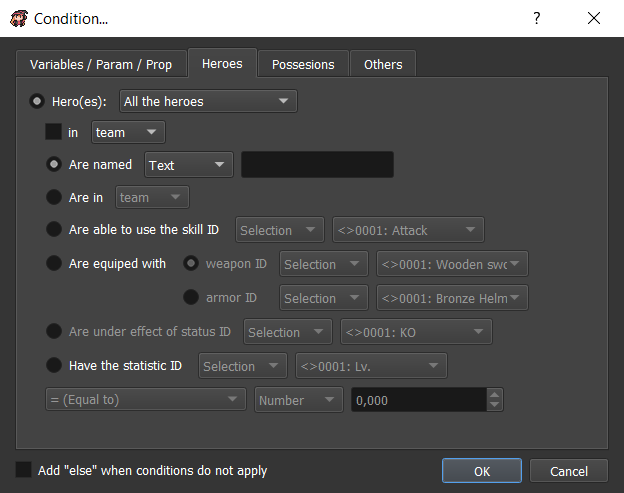 Condition... ? ×
Variables / Param / Prop Heroes Possesions Others
Hero(es): All the heroes
in team
Are named Text
Are in team
Are able to use the skill ID Selection <>0001: Attack
Are equiped with weapon ID Selection <>0001: Wooden swo
armor ID Selection <>0001: Bronze Helm
Are under effect of status ID Selection <>0001: KO
Have the statistic ID Selection <>0001: Lv.
= (Equal to) Number 0,000
Add "else" when conditions do not apply OK Cancel